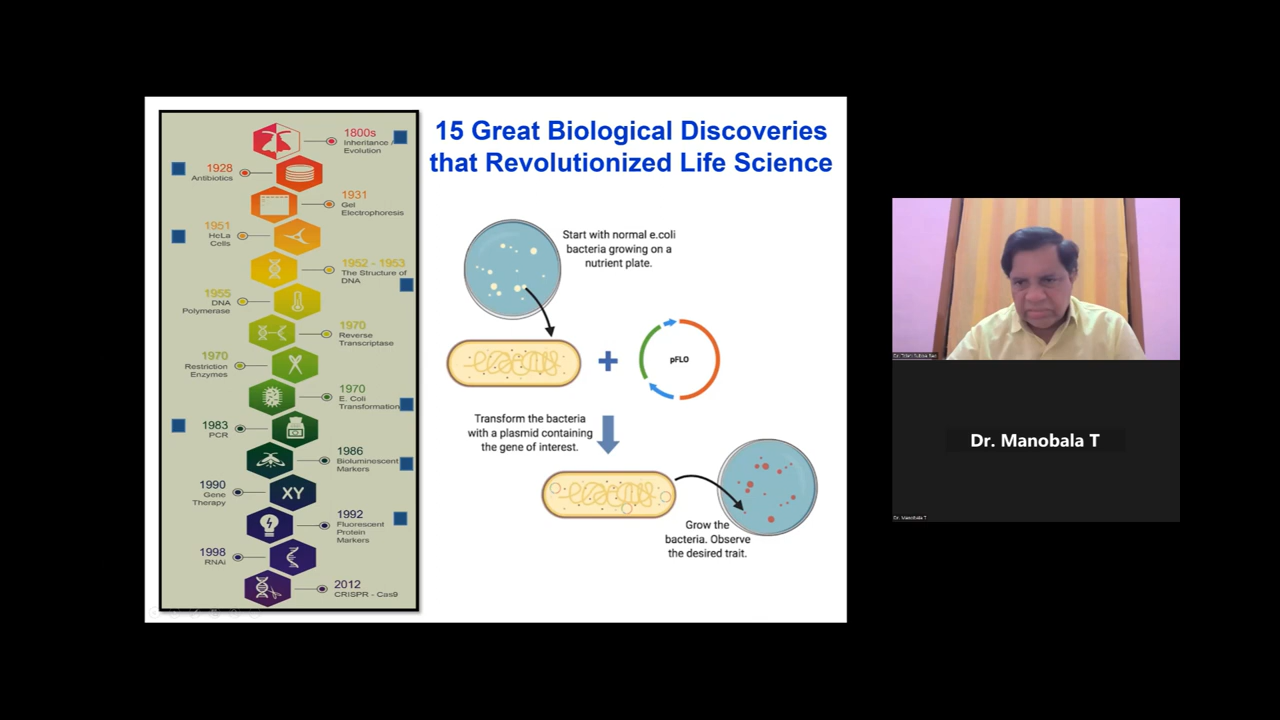 15 Great Biological Discoveries
that Revolutionized Life Science
1800s
Inheritance /
Evolution
1928
Antibiotics
1931
Gel
Electrophoresis
1951
HeLa
Cells
1952 - 1953
The Structure of
DNA
1955
DNA
Polymerase
1970
Reverse
Transcriptase
1970
Restriction
Enzymes
1970
E. Coli
Transformation
1983
PCR
1986
Bioluminescent
Markers
1990
Gene
Therapy
XY
1992
Fluorescent
Protein
Markers
1998
RNAi
2012
CRISPR - Cas9
Start with normal e.coli
bacteria growing on a
nutrient plate.
pFLO
Transform the bacteria
with a plasmid containing
the gene of interest.
Grow the
bacteria. Observe
the desired trait.
Dr. Manobala T
Dr. Manobala T